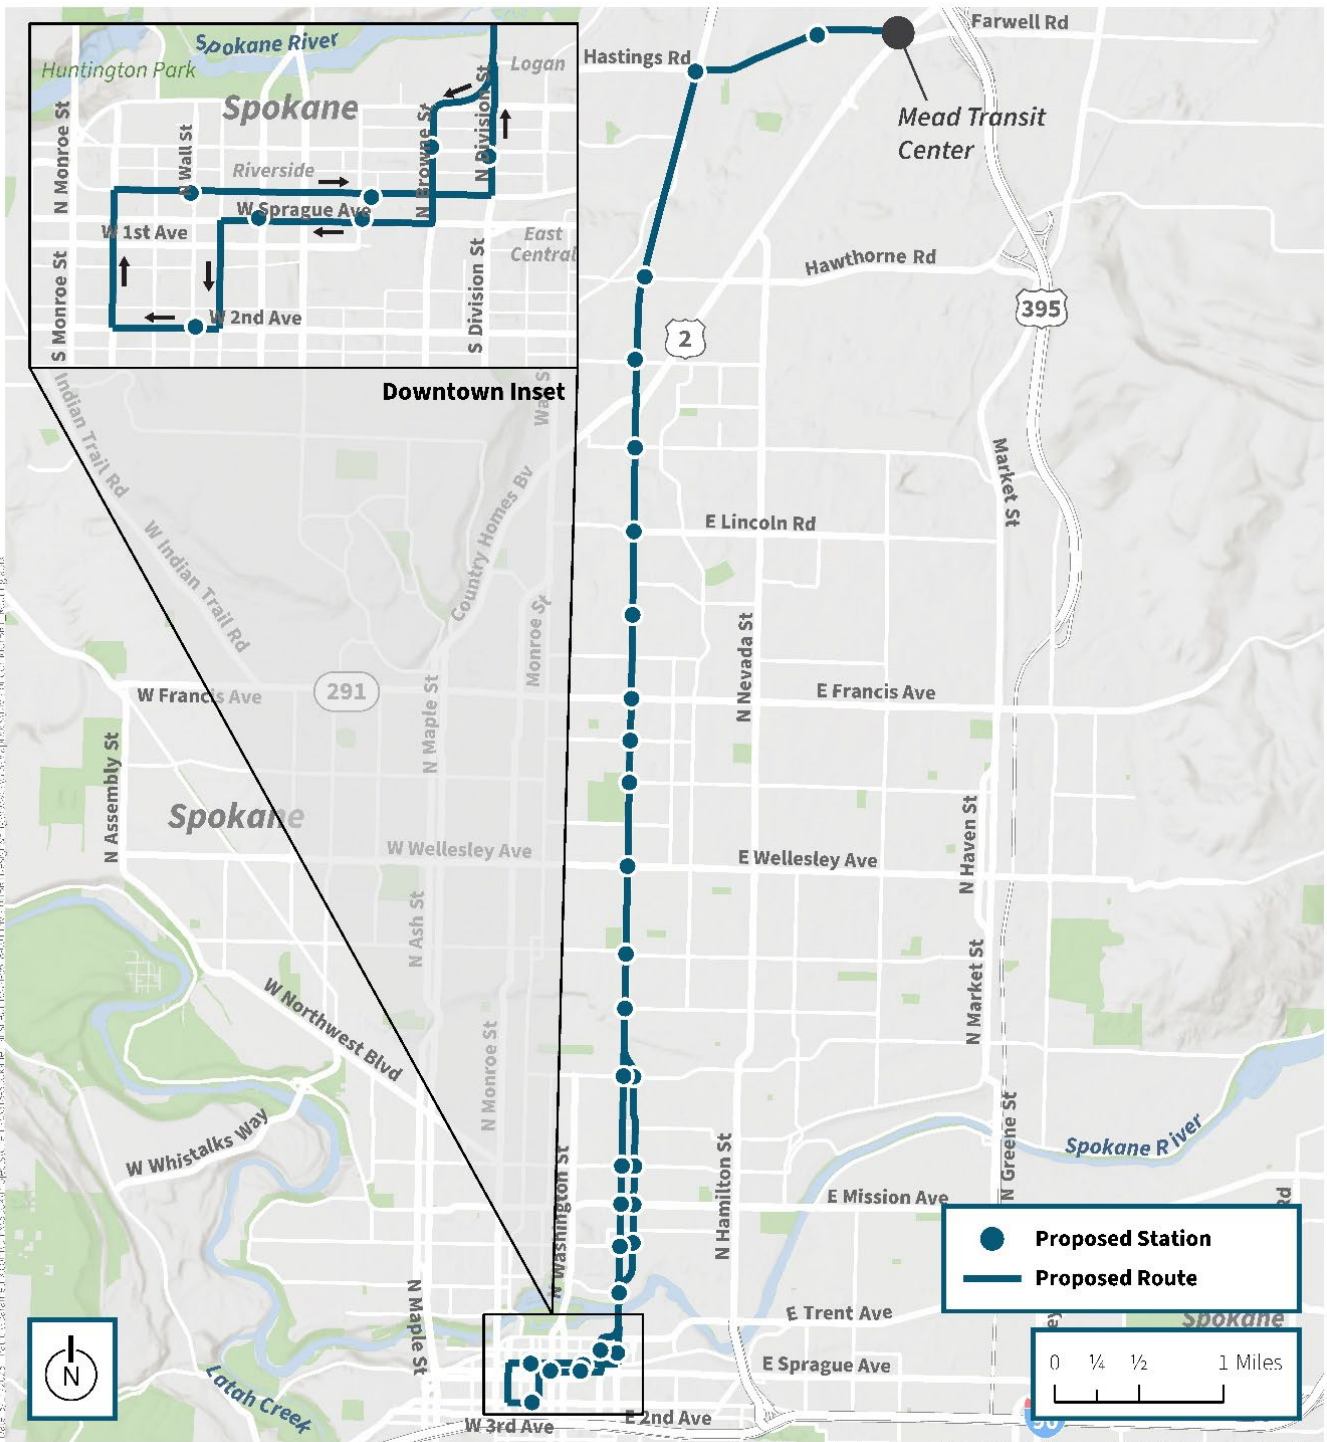 Spokane River
Huntington Park
Logan
Spokane
N Monroe St
N Wall St
Riverside
N Browne St
N Division St
W Sprague Ave
W 1st Ave
East
Central
S Monroe St
W 2nd Ave
S Division St
Downtown Inset
Farwell Rd
Hastings Rd
Mead Transit
Center
Hawthorne Rd
395
2
Indian Trail Rd
W Indian Trail Rd
Country Homes Bv
Market St
E Lincoln Rd
Monroe St
N Nevada St
W Francis Ave
291
N Maple St
E Francis Ave
N Assembly St
Spokane
W Wellesley Ave
E Wellesley Ave
N Haven St
N Ash St
N Market St
W Northwest Blvd
N Monroe St
N Greene St
Spokane River
W Whistalks Way
N Washington St
N Hamilton St
E Mission Ave
Rd
Proposed Station
Proposed Route
N Maple St
E Trent Ave
Spokane
E Sprague Ave
0 ¼ ½ 1 Miles
N
Latah Creek
W 3rd Ave
E 2nd Ave
90